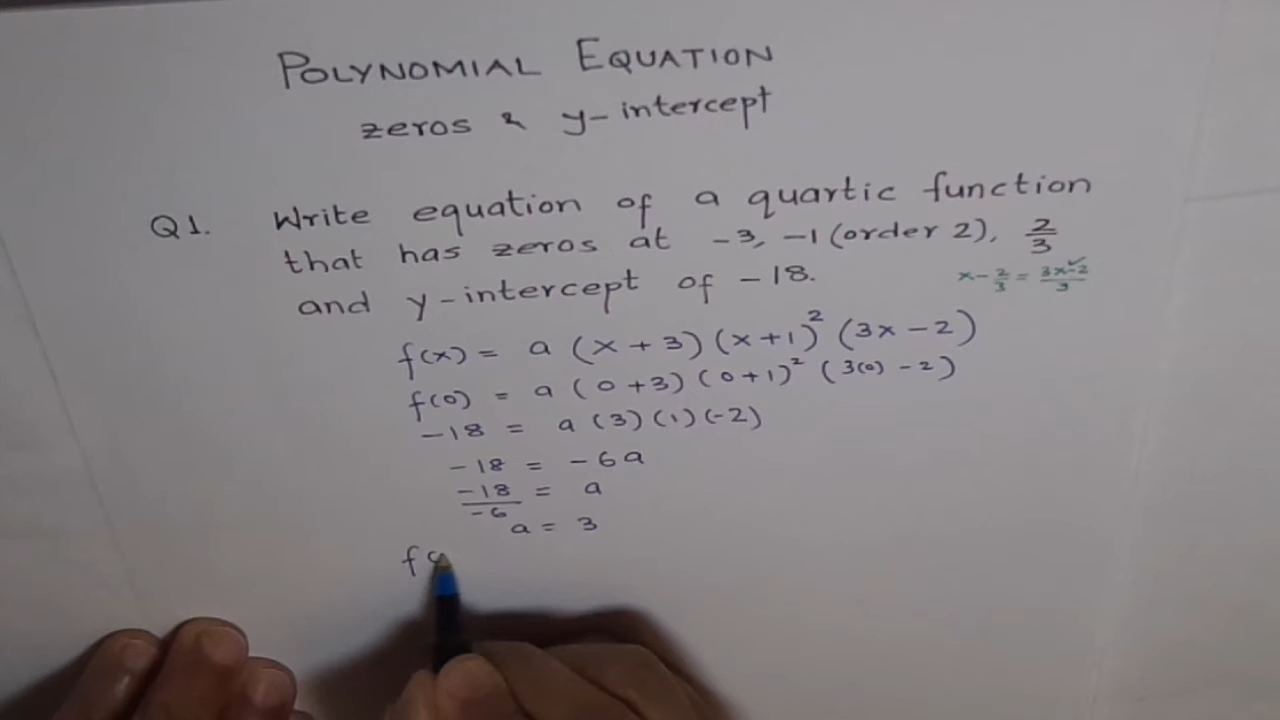 POLYNOMIAL EQUATION
zeros & y-intercept
Q1. Write equation of a quartic function
that has zeros at -3, -1 (order 2), 2/3
and y-intercept of -18.
x - 2/3 = 3x-2/3 ✓
f(x) = a (x + 3) (x+1)² (3x - 2)
f(0) = a (0 + 3) (0+1)² (3(0) - 2)
-18 = a (3) (1) (-2)
-18 = -6a
-18/-6 = a
a = 3
f(